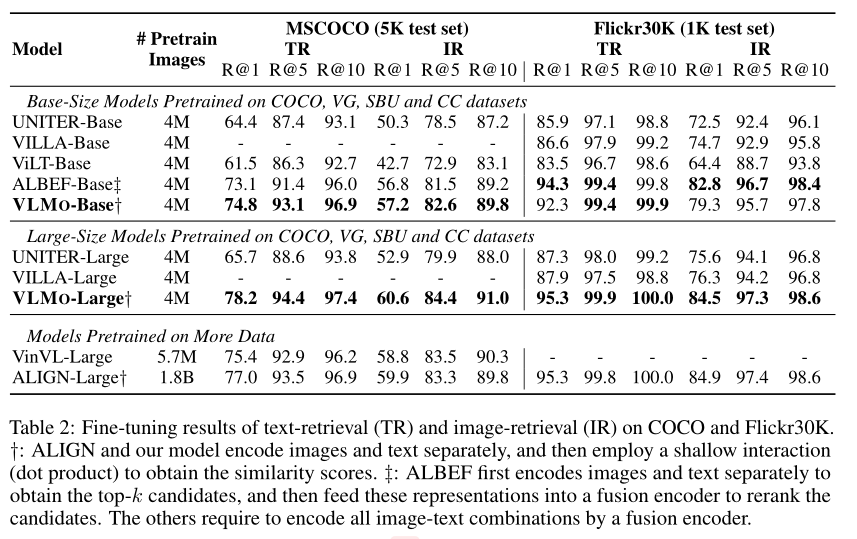 MSCOCO (5K test set) Flickr30K (1K test set)
Model # Pretrain Images TR IR TR IR
R@1 R@5 R@10 R@1 R@5 R@10 R@1 R@5 R@10 R@1 R@5 R@10
Base-Size Models Pretrained on COCO, VG, SBU and CC datasets
UNITER-Base 4M 64.4 87.4 93.1 50.3 78.5 87.2 85.9 97.1 98.8 72.5 92.4 96.1
VILLA-Base 4M - - - - - - 86.6 97.9 99.2 74.7 92.9 95.8
ViLT-Base 4M 61.5 86.3 92.7 42.7 72.9 83.1 83.5 96.7 98.6 64.4 88.7 93.8
ALBEF-Base‡ 4M 73.1 91.4 96.0 56.8 81.5 89.2 94.3 99.4 99.8 82.8 96.7 98.4
VLMO-Base† 4M 74.8 93.1 96.9 57.2 82.6 89.8 92.3 99.4 99.9 79.3 95.7 97.8
Large-Size Models Pretrained on COCO, VG, SBU and CC datasets
UNITER-Large 4M 65.7 88.6 93.8 52.9 79.9 88.0 87.3 98.0 99.2 75.6 94.1 96.8
VILLA-Large 4M - - - - - - 87.9 97.5 98.8 76.3 94.2 96.8
VLMO-Large† 4M 78.2 94.4 97.4 60.6 84.4 91.0 95.3 99.9 100.0 84.5 97.3 98.6
Models Pretrained on More Data
VinVL-Large 5.7M 75.4 92.9 96.2 58.8 83.5 90.3 - - - - - -
ALIGN-Large† 1.8B 77.0 93.5 96.9 59.9 83.3 89.8 95.3 99.8 100.0 84.9 97.4 98.6
Table 2: Fine-tuning results of text-retrieval (TR) and image-retrieval (IR) on COCO and Flickr30K.
†: ALIGN and our model encode images and text separately, and then employ a shallow interaction
(dot product) to obtain the similarity scores. ‡: ALBEF first encodes images and text separately to
obtain the top-k candidates, and then feed these representations into a fusion encoder to rerank the
candidates. The others require to encode all image-text combinations by a fusion encoder.